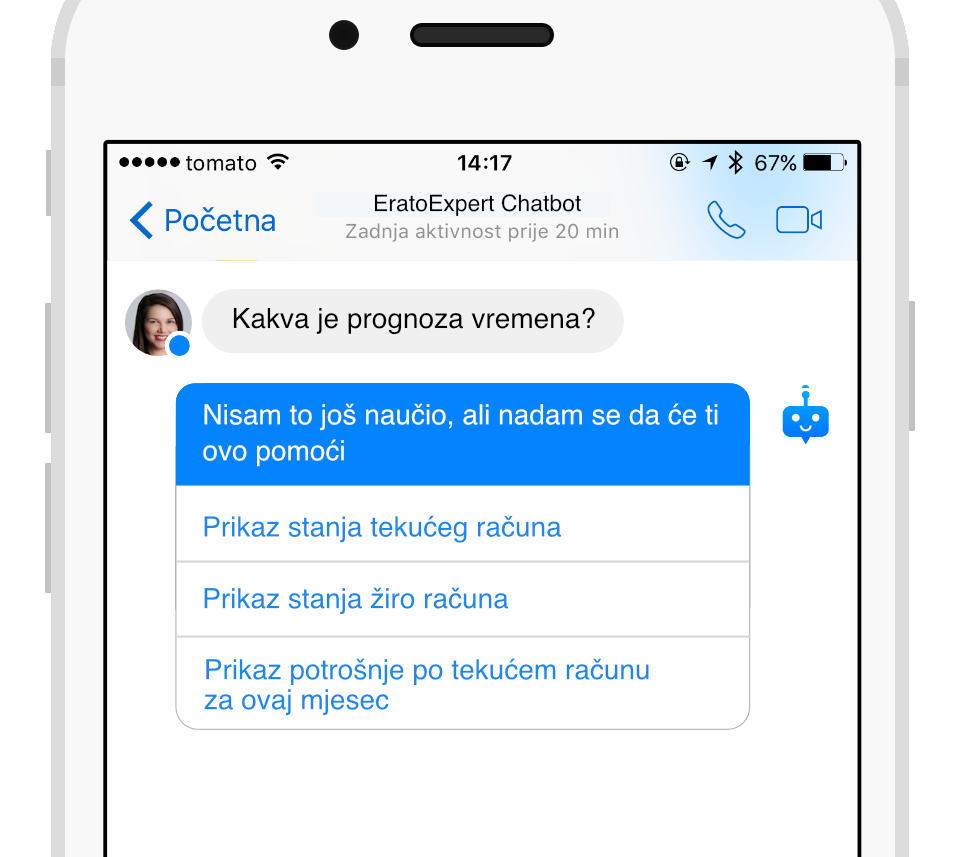 tomato
14:17
67%
Početna
EratoExpert Chatbot
Zadnja aktivnost prije 20 min
Kakva je prognoza vremena?
Nisam to još naučio, ali nadam se da će ti
ovo pomoći
Prikaz stanja tekućeg računa
Prikaz stanja žiro računa
Prikaz potrošnje po tekućem računu
za ovaj mjesec